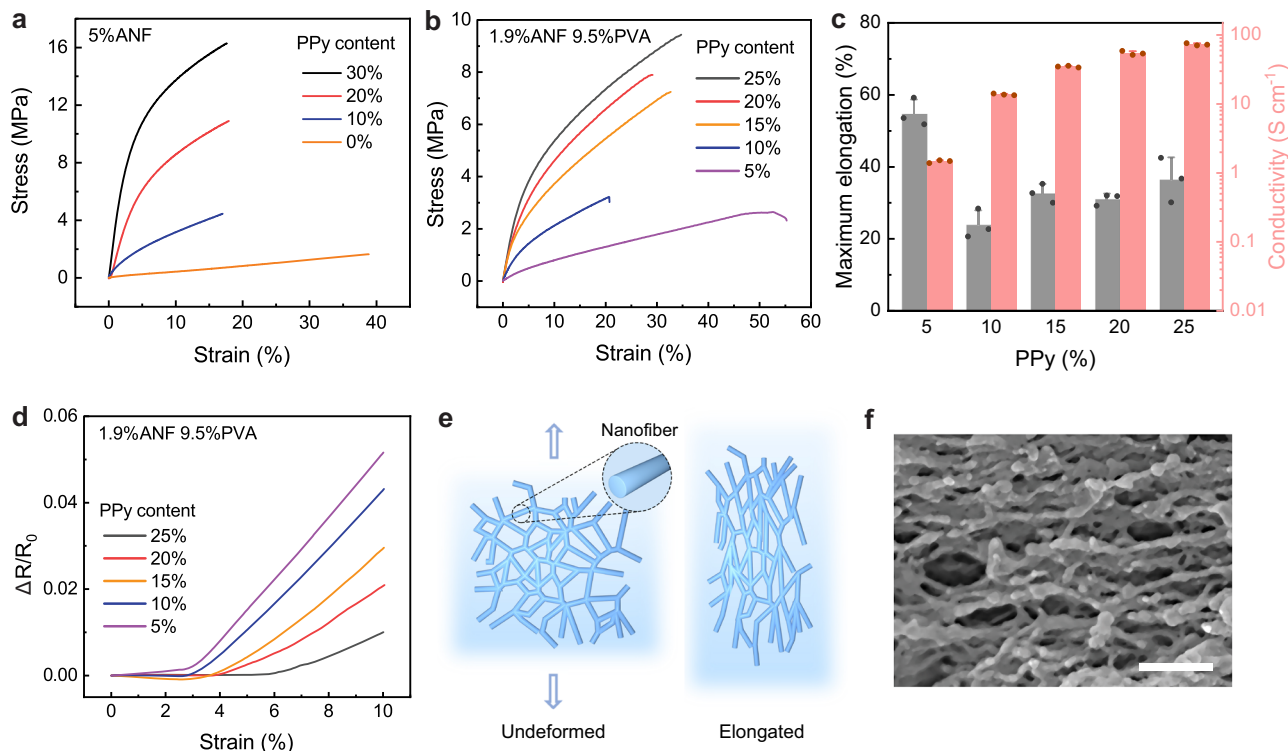 a
5%ANF
PPy content
30%
20%
10%
0%
16
12
8
4
0
Stress (MPa)
0 10 20 30 40
Strain (%)
b
1.9%ANF 9.5%PVA
PPy content
25%
20%
15%
10%
5%
10
8
6
4
2
0
Stress (MPa)
0 10 20 30 40 50 60
Strain (%)
c
80
60
40
20
0
Maximum elongation (%)
100
10
1
0.1
0.01
Conductivity (S cm⁻¹)
5 10 15 20 25
PPy (%)
d
1.9%ANF 9.5%PVA
PPy content
25%
20%
15%
10%
5%
0.06
0.04
0.02
0.00
ΔR/R₀
0 2 4 6 8 10
Strain (%)
e
Nanofiber
Undeformed
Elongated
f